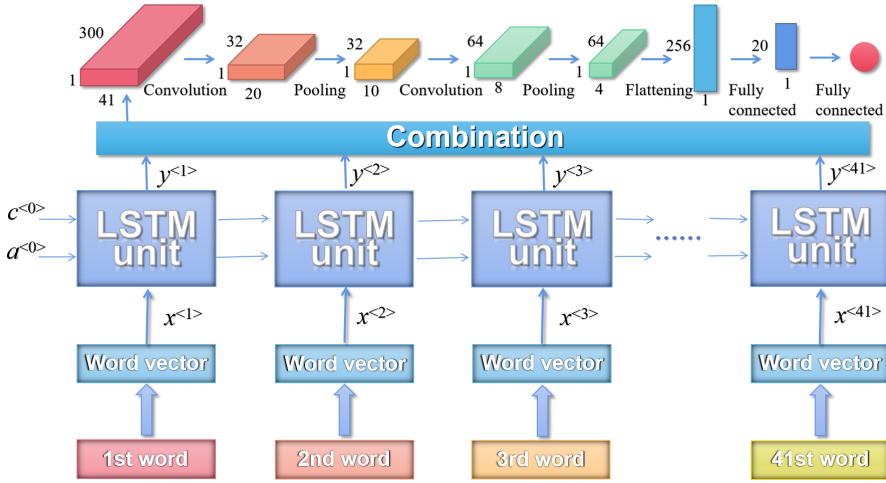 300
1
41
Convolution
32
1
20
Pooling
32
1
10
Convolution
64
1
8
Pooling
64
1
4
Flattening
256
1
Fully
connected
20
1
Fully
connected
Combination
y<1>
y<2>
y<3>
y<41>
c<0>
a<0>
LSTM
unit
LSTM
unit
LSTM
unit
......
LSTM
unit
x<1>
x<2>
x<3>
x<41>
Word vector
Word vector
Word vector
Word vector
1st word
2nd word
3rd word
41st word